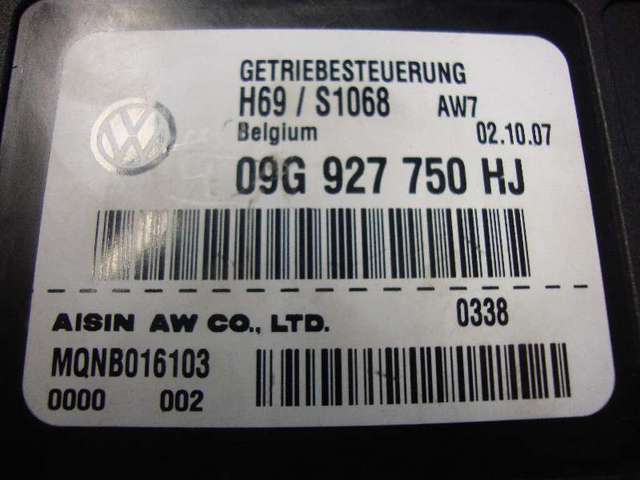 GETRIEBESTEUERUNG
H69 / S1068 AW7
Belgium 02.10.07
09G 927 750 HJ
AISIN AW CO., LTD. 0338
MQNB016103
0000 002